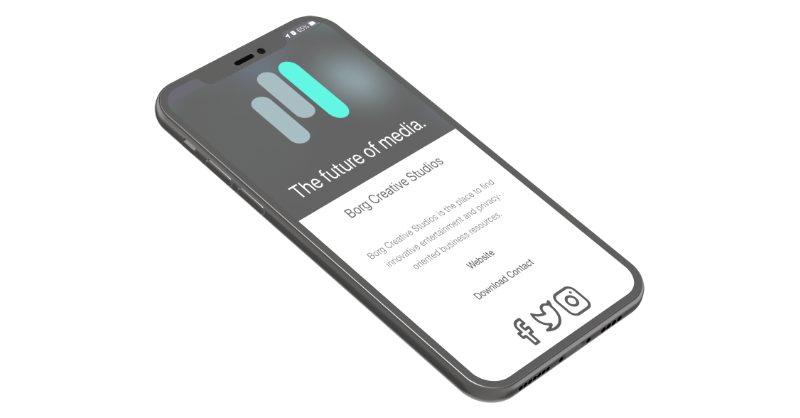 65%
The future of media.
Borg Creative Studios
Borg Creative Studios is the place to find
innovative entertainment and privacy-
oriented business resources.
Website
Download Contact